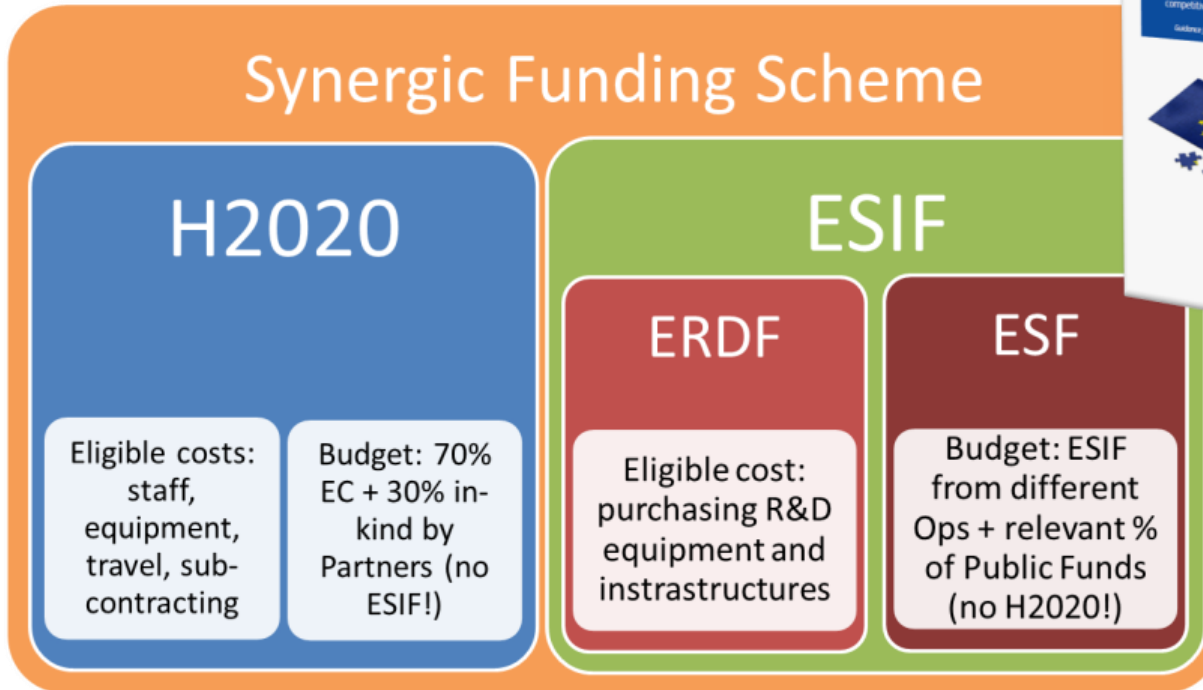 competitiv
Guidance
Synergic Funding Scheme
H2020
Eligible costs:
staff,
equipment,
travel, sub-
contracting
Budget: 70%
EC + 30% in-
kind by
Partners (no
ESIF!)
ESIF
ERDF
Eligible cost:
purchasing R&D
equipment and
instrastructures
ESF
Budget: ESIF
from different
Ops + relevant %
of Public Funds
(no H2020!)